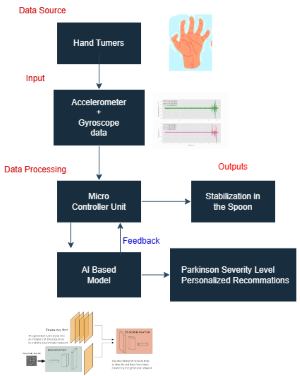 Data Source
Hand Tumers
Input
Accelerometer
+
Gyroscope
data
Data Processing
Outputs
Micro
Controller Unit
Stabilization in
the Spoon
Feedback
AI Based
Model
Parkinson Severity Level
Personalized Recommations